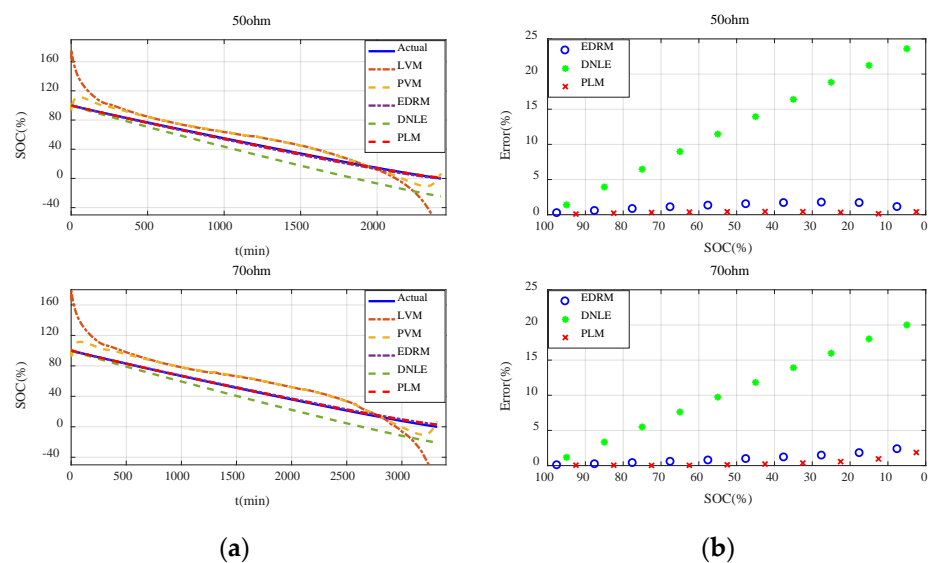 50ohm
SOC(%)
160
120
80
40
0
-40
0
500
1000
1500
2000
t(min)
Actual
LVM
PVM
EDRM
DNLE
PLM
50ohm
Error(%)
25
20
15
10
5
0
100
90
80
70
60
50
40
30
20
10
0
SOC(%)
EDRM
DNLE
PLM
70ohm
SOC(%)
160
120
80
40
0
-40
0
500
1000
1500
2000
2500
3000
t(min)
Actual
LVM
PVM
EDRM
DNLE
PLM
70ohm
Error(%)
25
20
15
10
5
0
100
90
80
70
60
50
40
30
20
10
0
SOC(%)
EDRM
DNLE
PLM
(a)
(b)